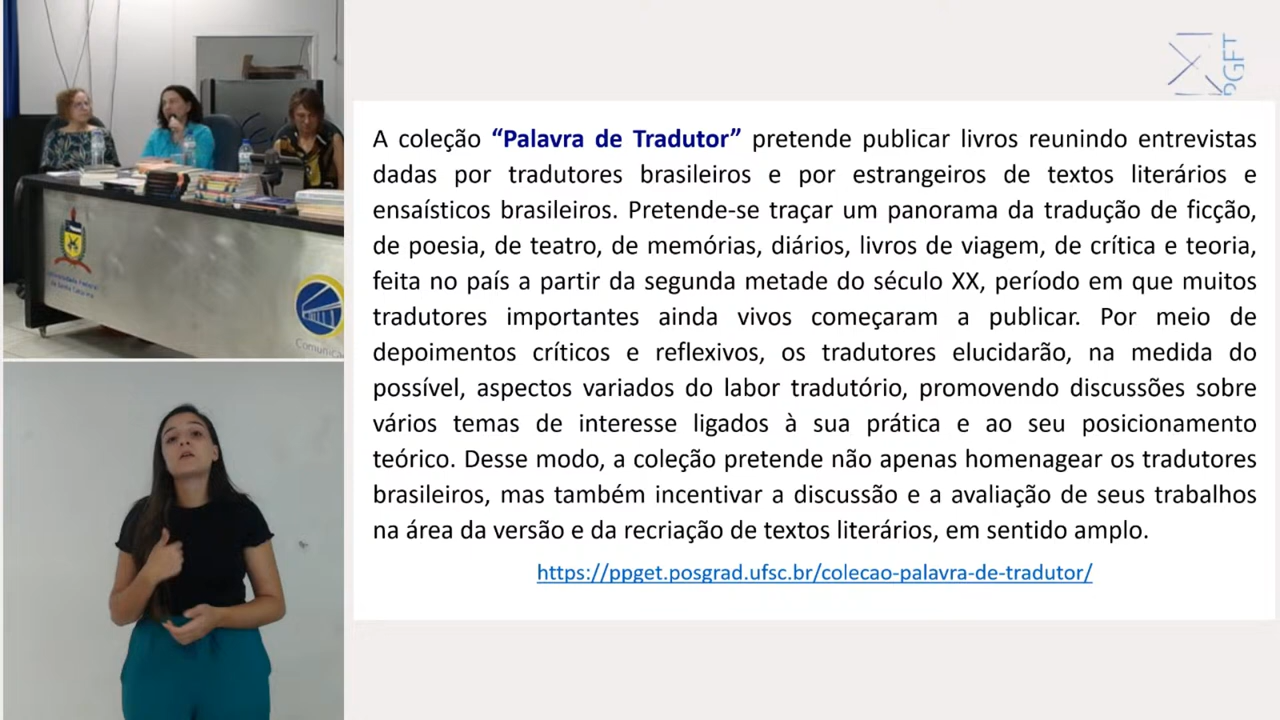 PGET
A coleção “Palavra de Tradutor” pretende publicar livros reunindo entrevistas
dadas por tradutores brasileiros e por estrangeiros de textos literários e
ensaísticos brasileiros. Pretende-se traçar um panorama da tradução de ficção,
de poesia, de teatro, de memórias, diários, livros de viagem, de crítica e teoria,
feita no país a partir da segunda metade do século XX, período em que muitos
tradutores importantes ainda vivos começaram a publicar. Por meio de
depoimentos críticos e reflexivos, os tradutores elucidarão, na medida do
possível, aspectos variados do labor tradutório, promovendo discussões sobre
vários temas de interesse ligados à sua prática e ao seu posicionamento
teórico. Desse modo, a coleção pretende não apenas homenagear os tradutores
brasileiros, mas também incentivar a discussão e a avaliação de seus trabalhos
na área da versão e da recriação de textos literários, em sentido amplo.
https://ppget.posgrad.ufsc.br/colecao-palavra-de-tradutor/
Universidade Federal
de Santa Catarina
Comunica